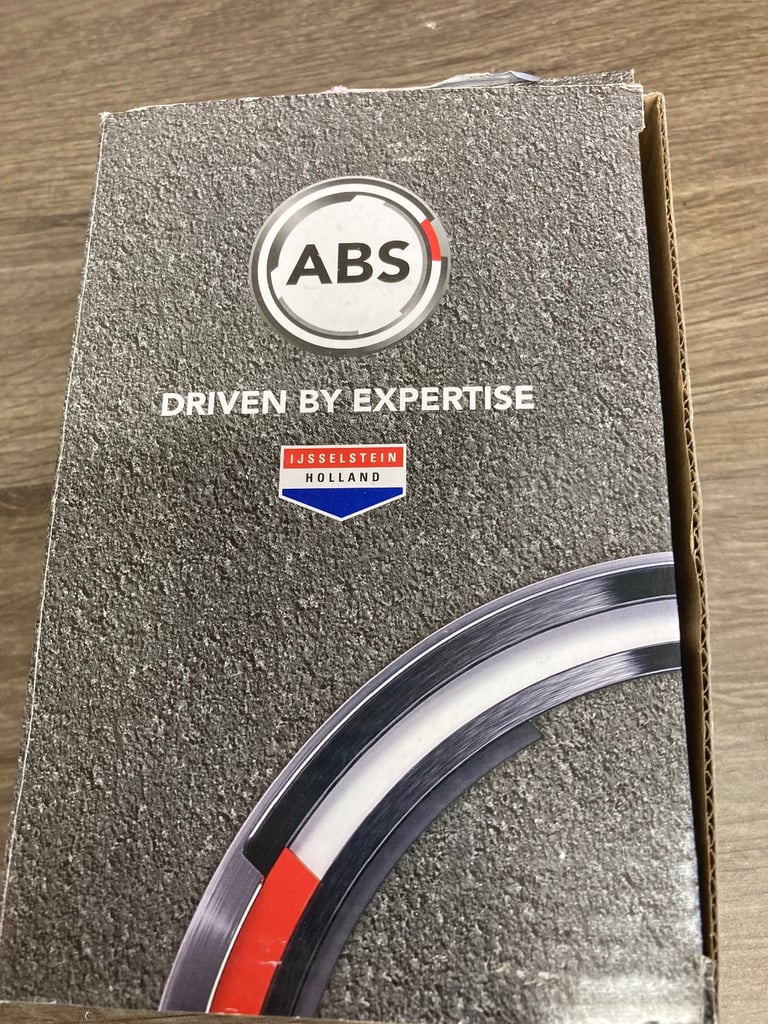 ABS
DRIVEN BY EXPERTISE
IJSSELSTEIN
HOLLAND